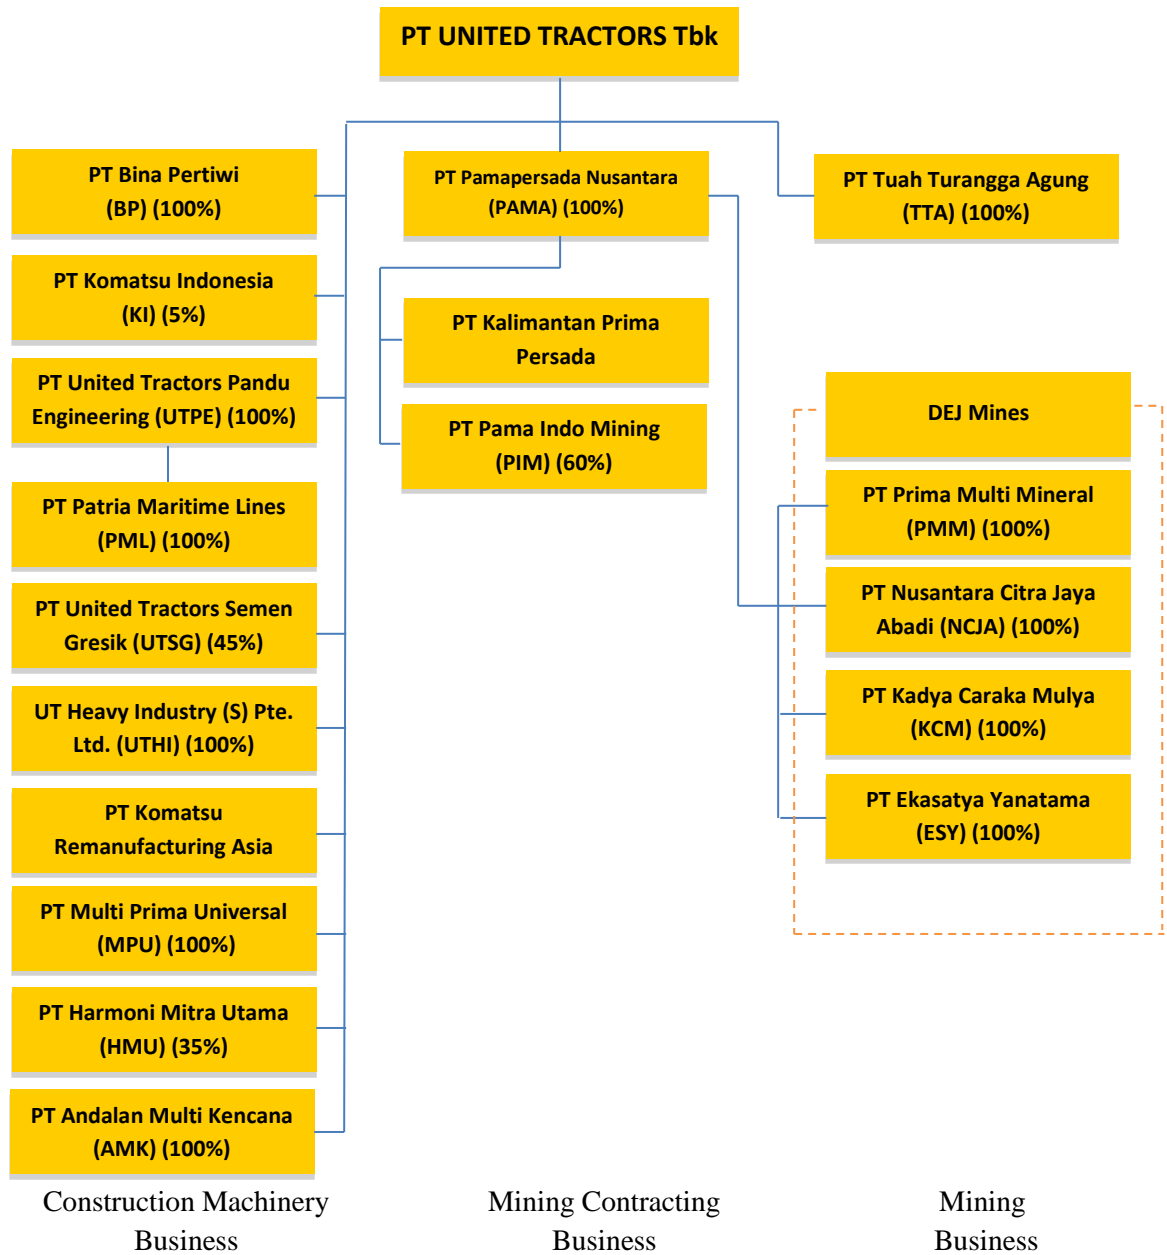 PT UNITED TRACTORS Tbk
PT Bina Pertiwi
(BP) (100%)
PT Komatsu Indonesia
(KI) (5%)
PT United Tractors Pandu
Engineering (UTPE) (100%)
PT Patria Maritime Lines
(PML) (100%)
PT United Tractors Semen
Gresik (UTSG) (45%)
UT Heavy Industry (S) Pte.
Ltd. (UTHI) (100%)
PT Komatsu
Remanufacturing Asia
PT Multi Prima Universal
(MPU) (100%)
PT Harmoni Mitra Utama
(HMU) (35%)
PT Andalan Multi Kencana
(AMK) (100%)
Construction Machinery
Business
PT Pamapersada Nusantara
(PAMA) (100%)
PT Kalimantan Prima
Persada
PT Pama Indo Mining
(PIM) (60%)
Mining Contracting
Business
PT Tuah Turangga Agung
(TTA) (100%)
DEJ Mines
PT Prima Multi Mineral
(PMM) (100%)
PT Nusantara Citra Jaya
Abadi (NCJA) (100%)
PT Kadya Caraka Mulya
(KCM) (100%)
PT Ekasatya Yanatama
(ESY) (100%)
Mining
Business